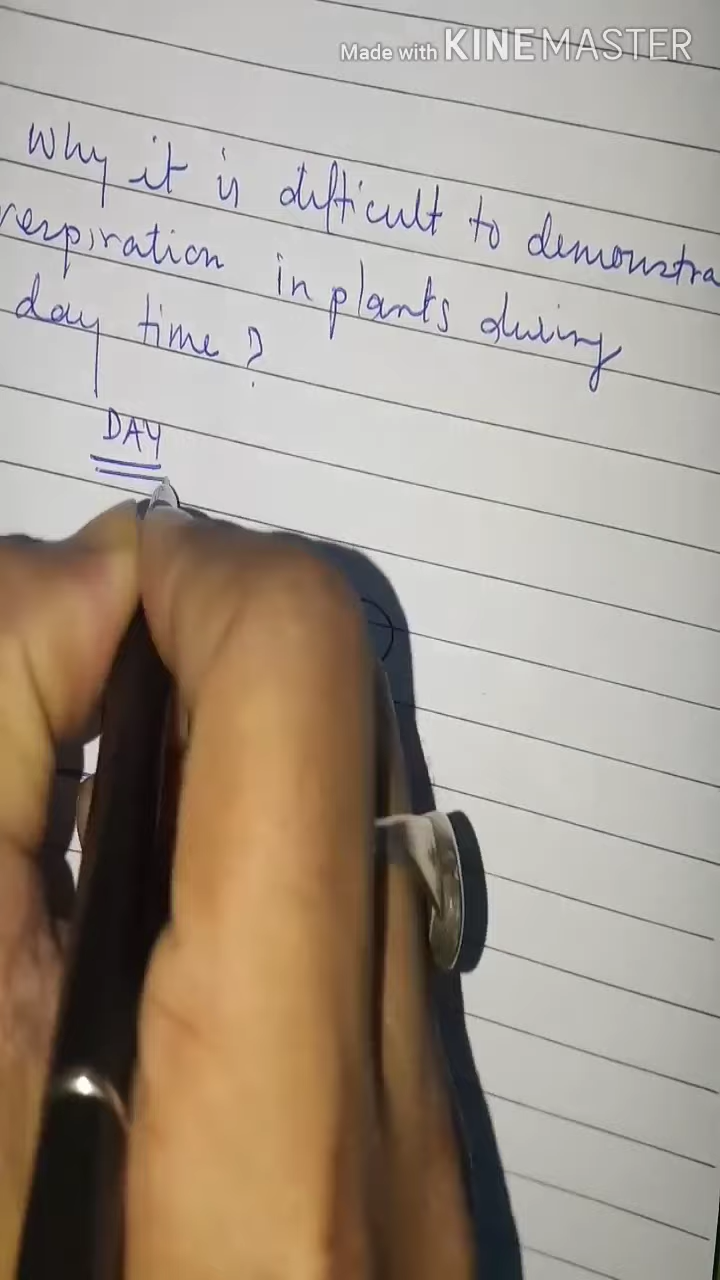 Made with KINEMASTER
Why it is difficult to demonstra
respiration in plants during
day time?
DAY